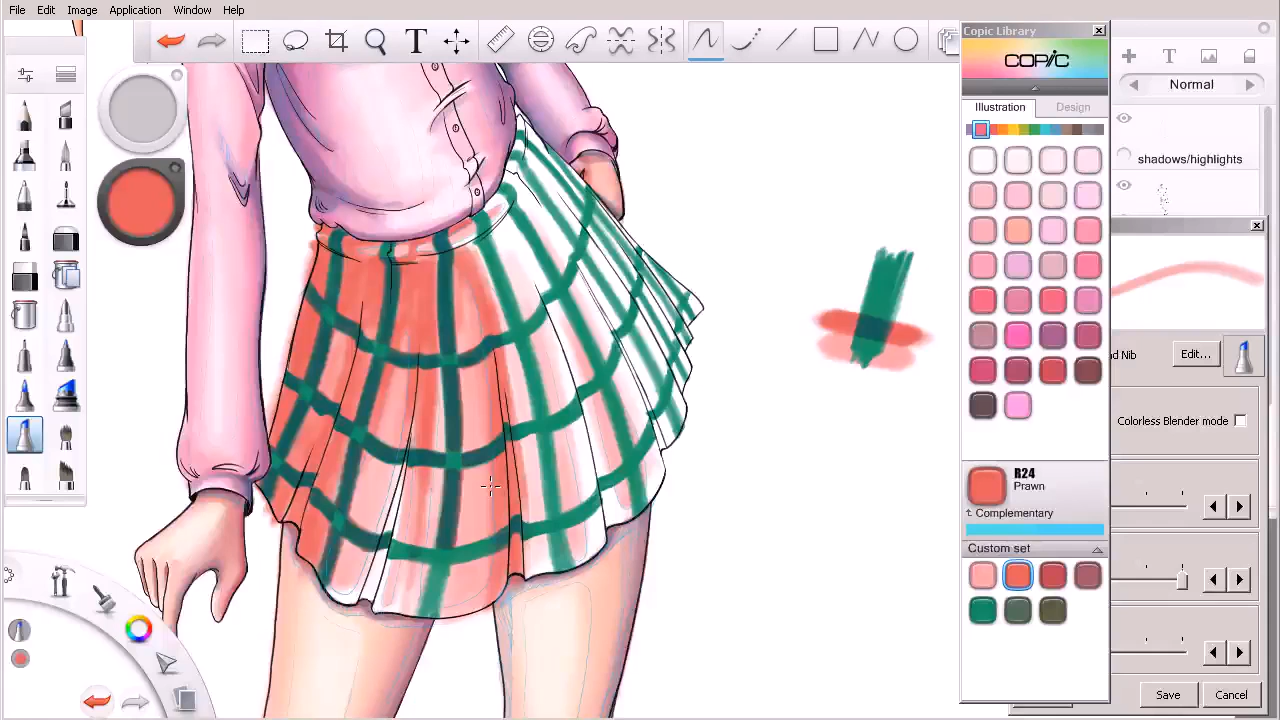 File Edit Image Application Window Help
T
Copic Library
COPIC
T
Normal
Illustration Design
shadows/highlights
d Nib
Edit...
Colorless Blender mode
R24
Prawn
Complementary
Custom set
Save Cancel